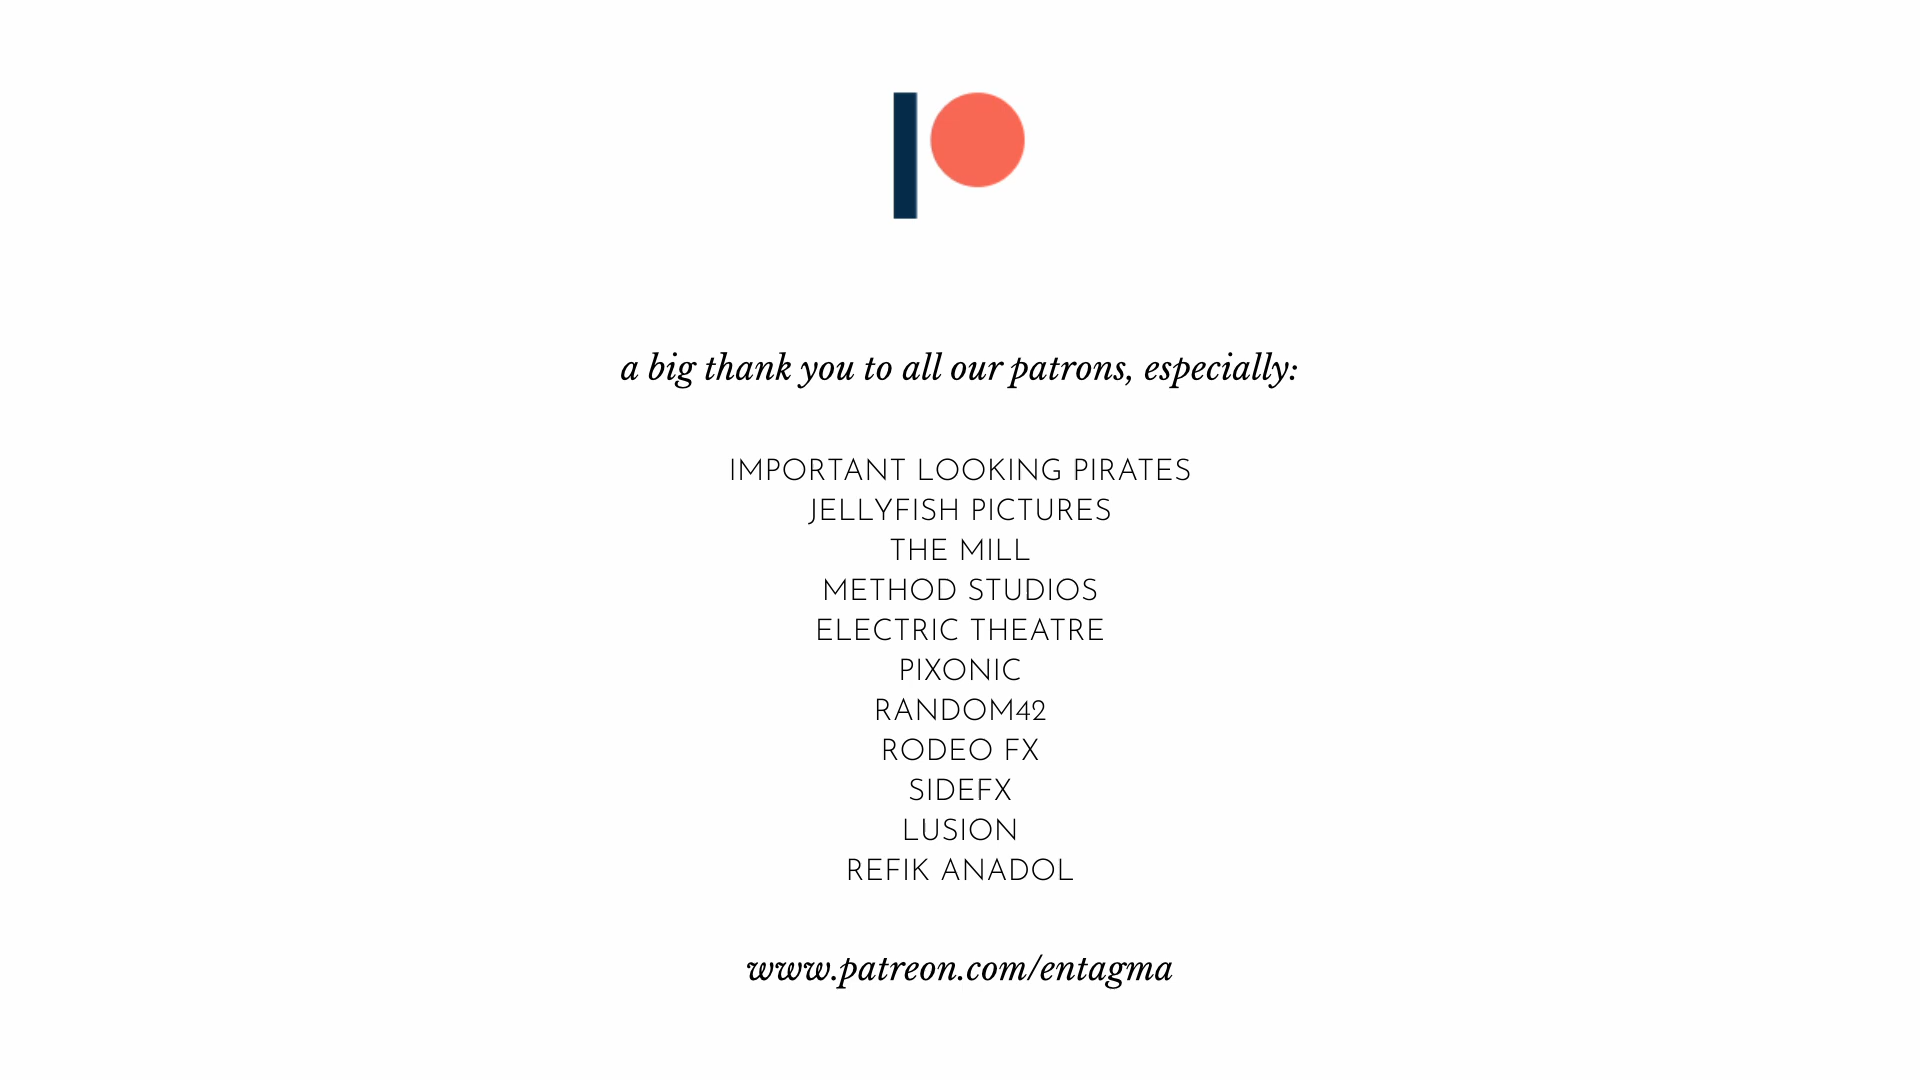 a big thank you to all our patrons, especially:
IMPORTANT LOOKING PIRATES
JELLYFISH PICTURES
THE MILL
METHOD STUDIOS
ELECTRIC THEATRE
PIXONIC
RANDOM42
RODEO FX
SIDEFX
LUSION
REFIK ANADOL
www.patreon.com/entagma